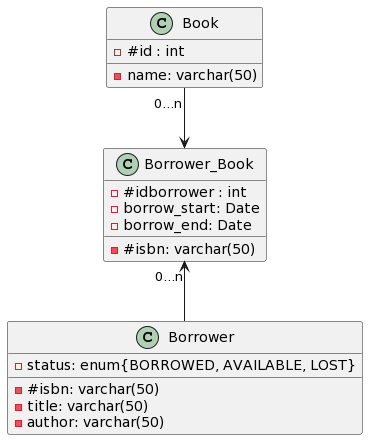 C Book
#id : int
name: varchar(50)
0...n
C Borrower_Book
#idborrower : int
borrow_start: Date
borrow_end: Date
#isbn: varchar(50)
0...n
C Borrower
status: enum{BORROWED, AVAILABLE, LOST}
#isbn: varchar(50)
title: varchar(50)
author: varchar(50)